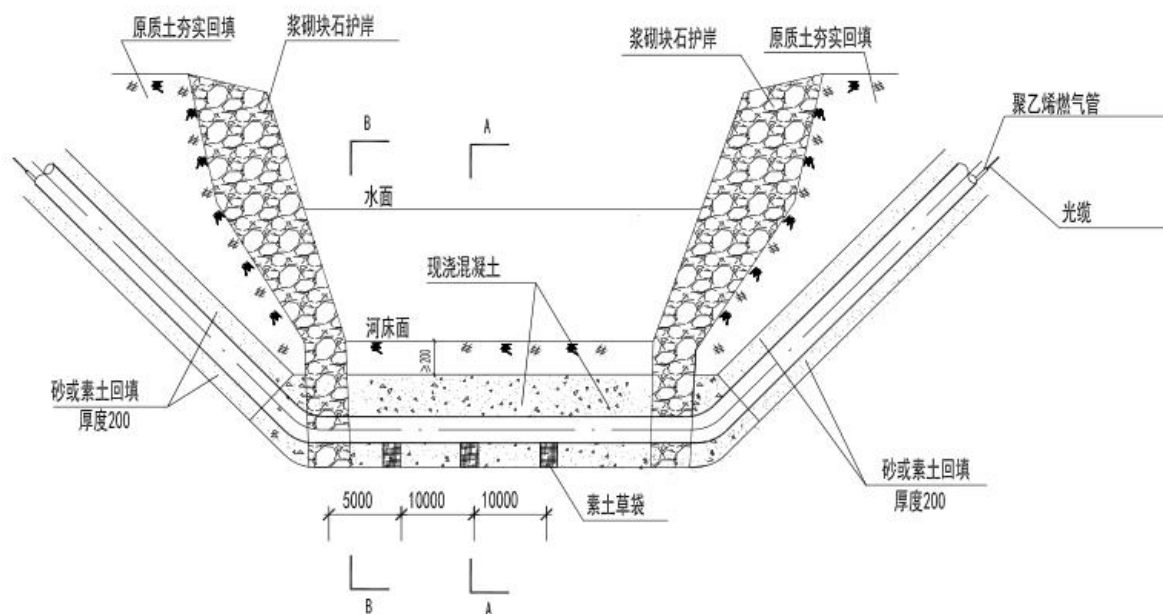 原质土夯实回填
浆砌块石护岸
浆砌块石护岸
原质土夯实回填
聚乙烯燃气管
B
A
水面
光缆
现浇混凝土
河床面
≥200
砂或素土回填
厚度200
砂或素土回填
厚度200
5000
10000
10000
素土草袋
B
A